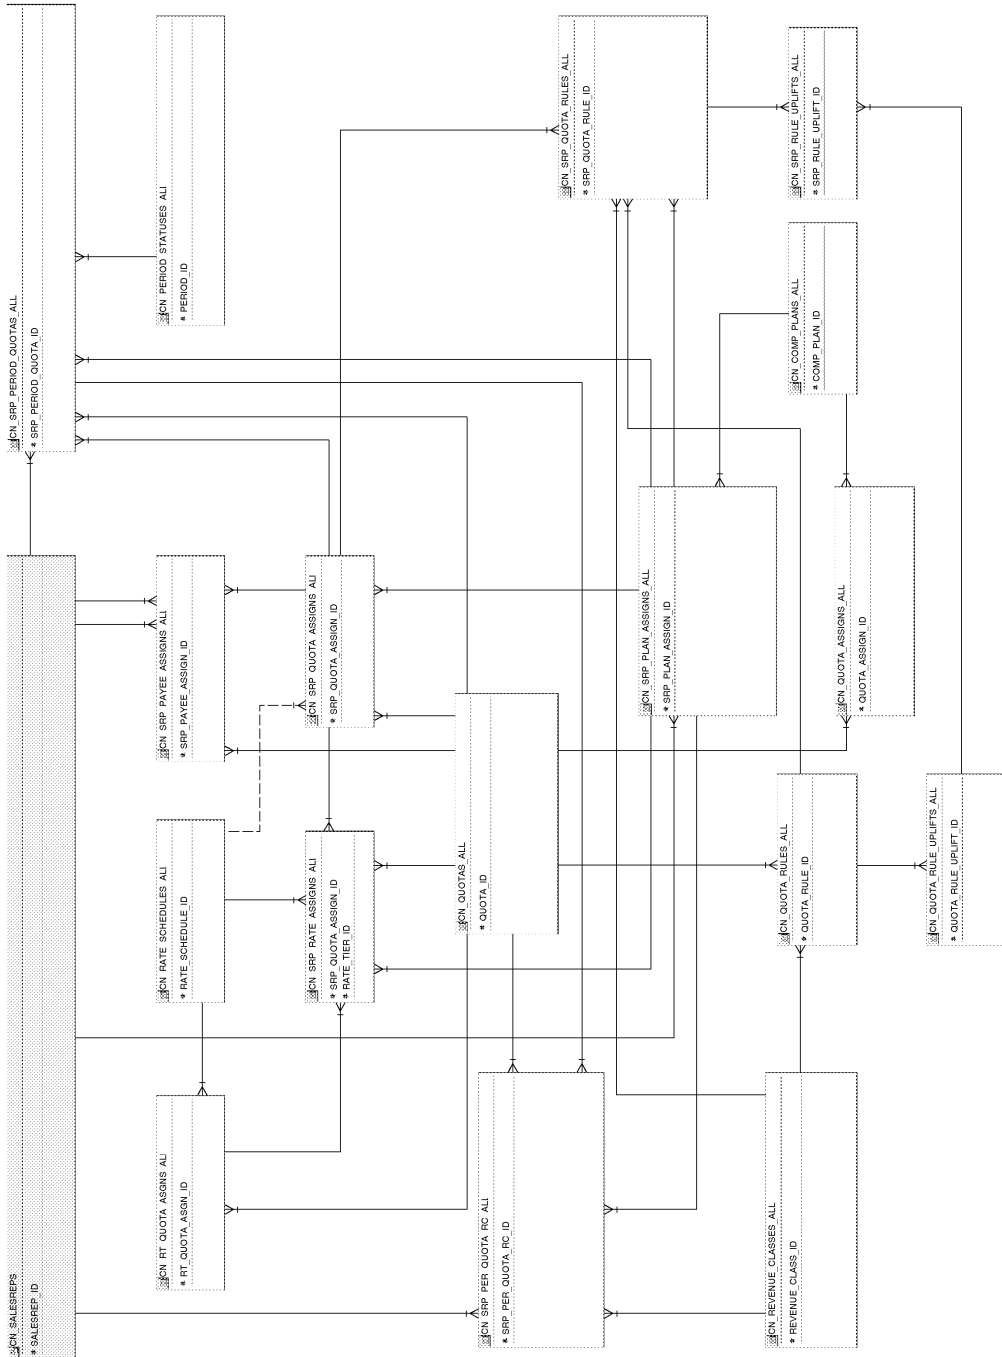 CN_SRP_PERIOD_QUOTAS_ALL
# SRP_PERIOD_QUOTA_ID
CN_PERIOD_STATUSES_ALL
# PERIOD_ID
CN_SRP_QUOTA_RULES_ALL
# SRP_QUOTA_RULE_ID
CN_SRP_RULE_UPLIFTS_ALL
# SRP_RULE_UPLIFT_ID
CN_COMP_PLANS_ALL
# COMP_PLAN_ID
CN_SALESREPS
# SALESREP_ID
CN_SRP_PAYEE_ASSIGNS_ALL
# SRP_PAYEE_ASSIGN_ID
CN_SRP_QUOTA_ASSIGNS_ALL
# SRP_QUOTA_ASSIGN_ID
CN_SRP_PLAN_ASSIGNS_ALL
# SRP_PLAN_ASSIGN_ID
CN_QUOTA_ASSIGNS_ALL
# QUOTA_ASSIGN_ID
CN_RATE_SCHEDULES_ALL
# RATE_SCHEDULE_ID
CN_SRP_RATE_ASSIGNS_ALL
# SRP_QUOTA_ASSIGN_ID
# RATE_TIER_ID
CN_QUOTAS_ALL
# QUOTA_ID
CN_QUOTA_RULES_ALL
# QUOTA_RULE_ID
CN_QUOTA_RULE_UPLIFTS_ALL
# QUOTA_RULE_UPLIFT_ID
CN_RT_QUOTA_ASGNS_ALL
# RT_QUOTA_ASGN_ID
CN_SRP_PER_QUOTA_RC_ALL
# SRP_PER_QUOTA_RC_ID
CN_REVENUE_CLASSES_ALL
# REVENUE_CLASS_ID